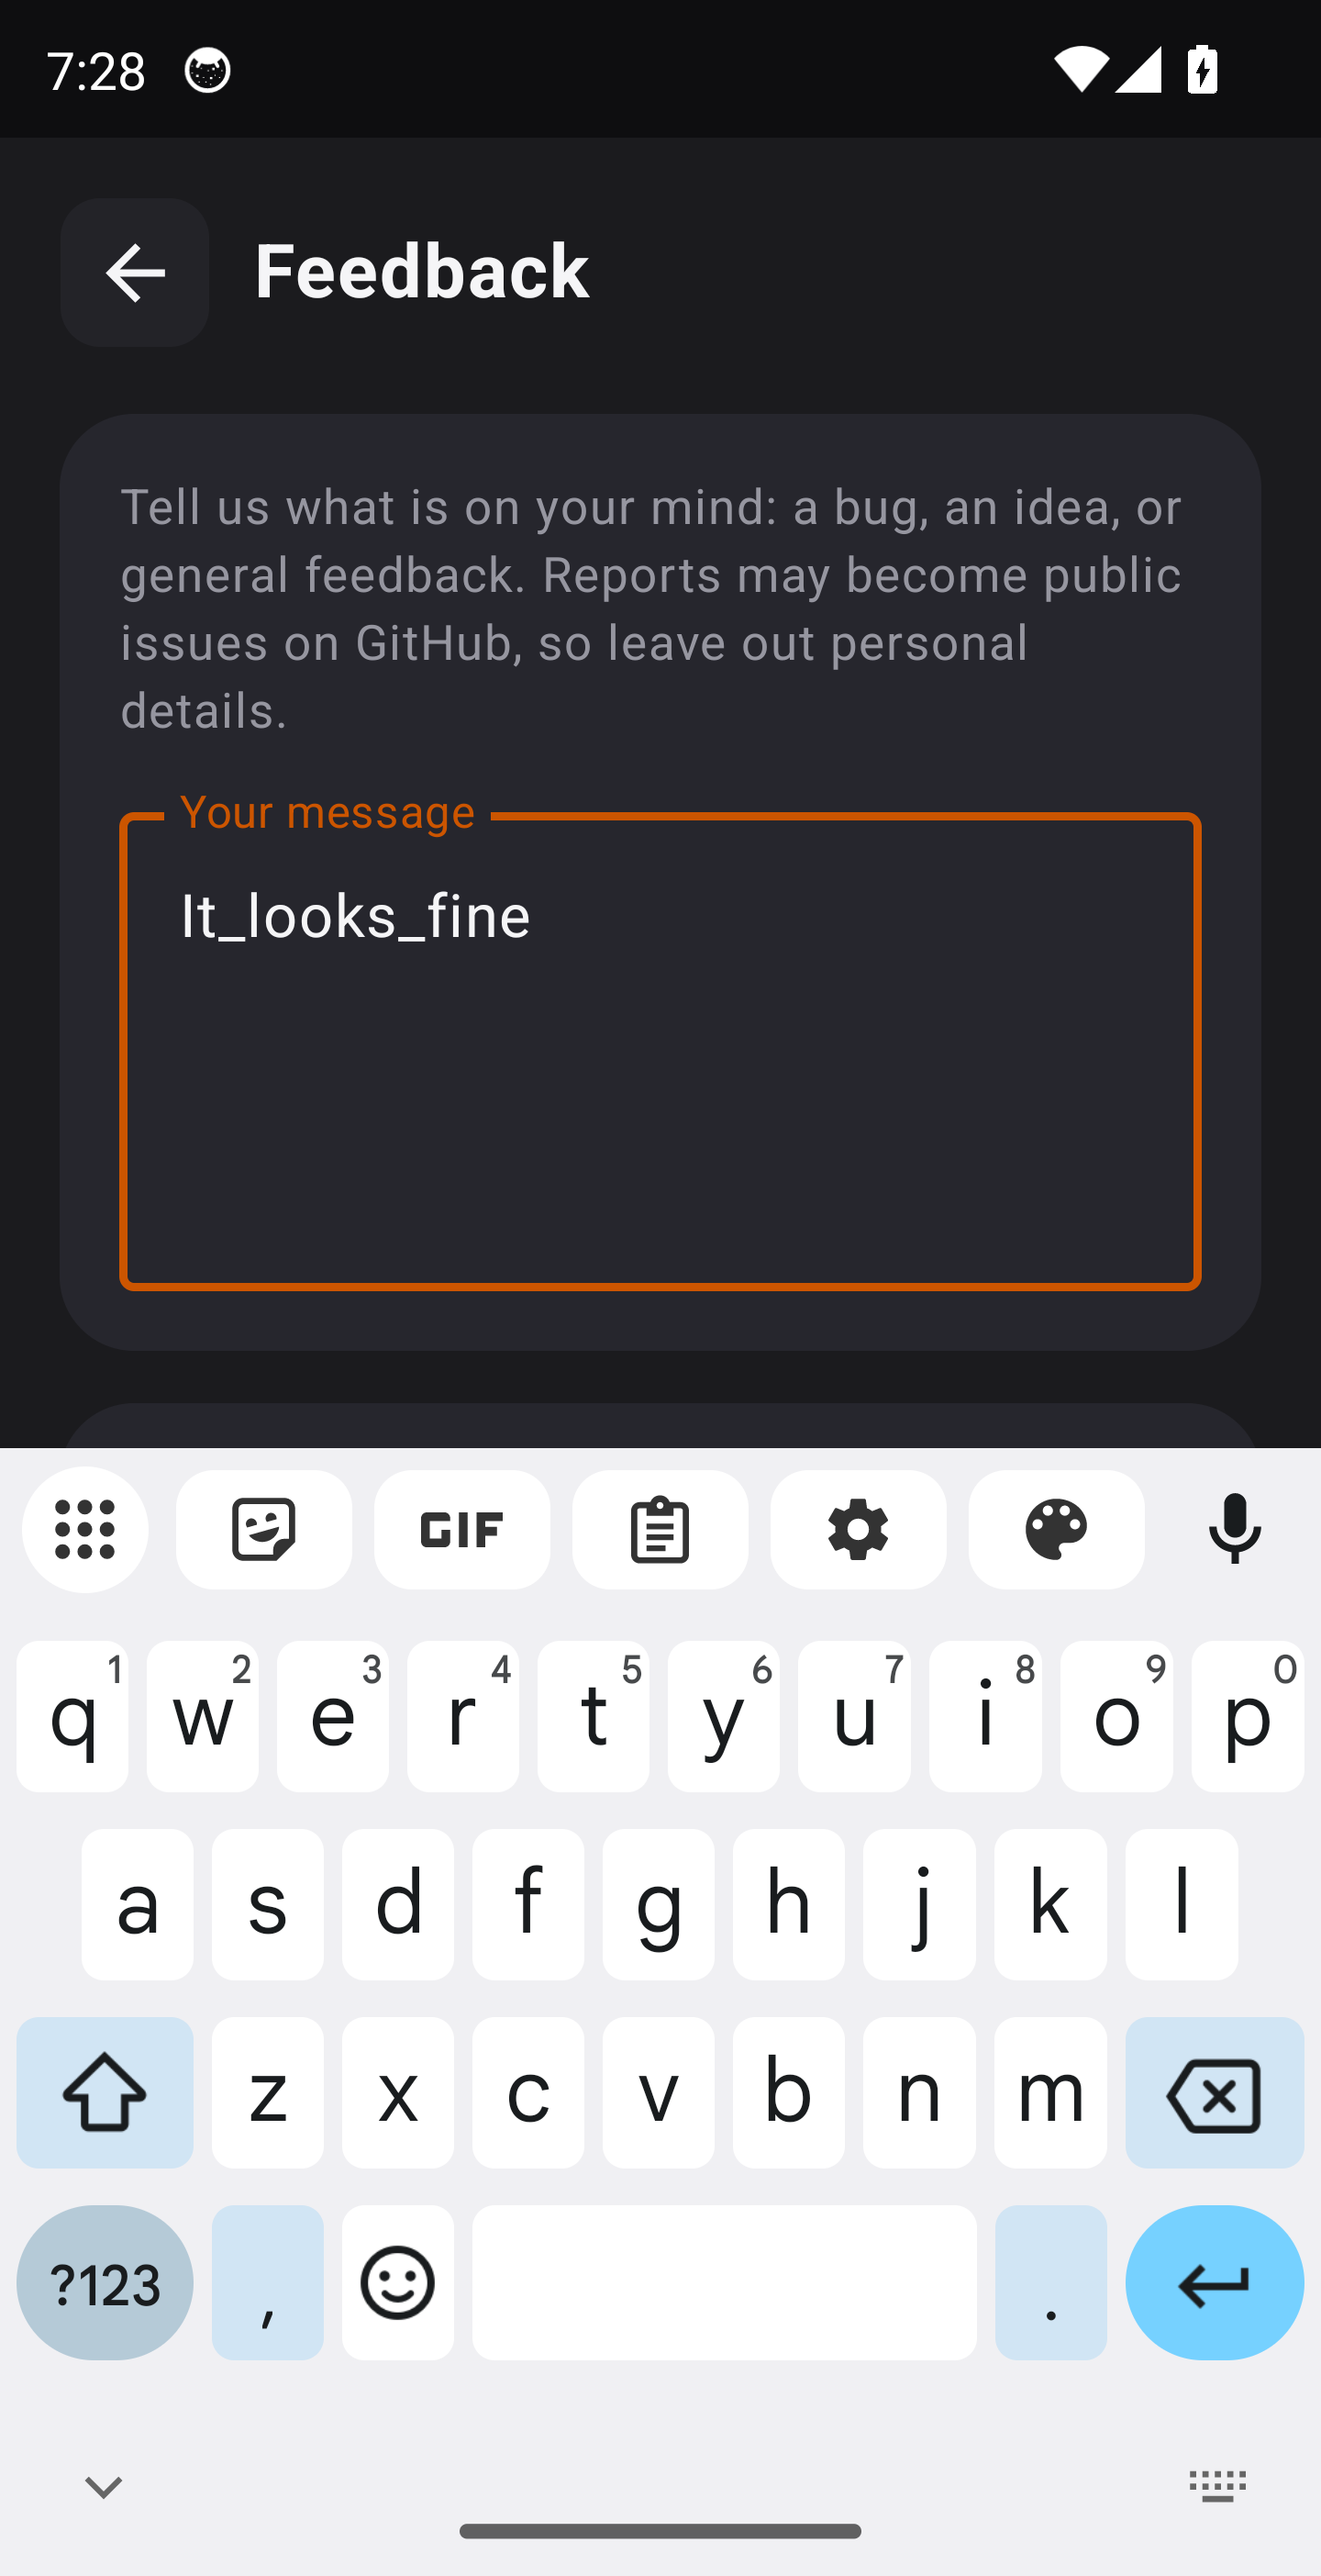 7:28
Feedback
Tell us what is on your mind: a bug, an idea, or
general feedback. Reports may become public
issues on GitHub, so leave out personal
details.
Your message
It_looks_fine
GIF
q1 w2 e3 r4 t5 y6 u7 i8 o9 p0
a s d f g h j k l
z x c v b n m
?123 , .